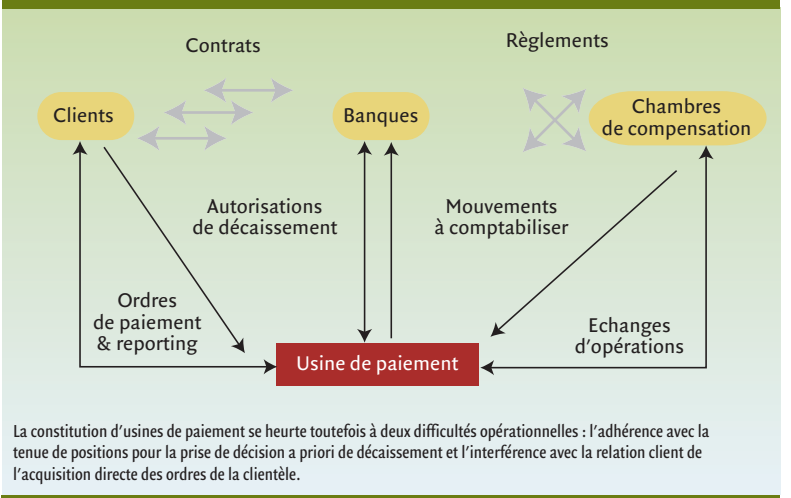 Contrats
Règlements
Clients
Banques
Chambres
de compensation
Autorisations
de décaissement
Mouvements
à comptabiliser
Ordres
de paiement
& reporting
Echanges
d'opérations
Usine de paiement
La constitution d'usines de paiement se heurte toutefois à deux difficultés opérationnelles : l'adhérence avec la
tenue de positions pour la prise de décision a priori de décaissement et l'interférence avec la relation client de
l'acquisition directe des ordres de la clientèle.